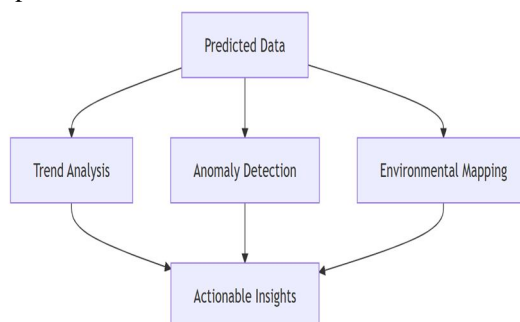 Predicted Data
Trend Analysis
Anomaly Detection
Environmental Mapping
Actionable Insights